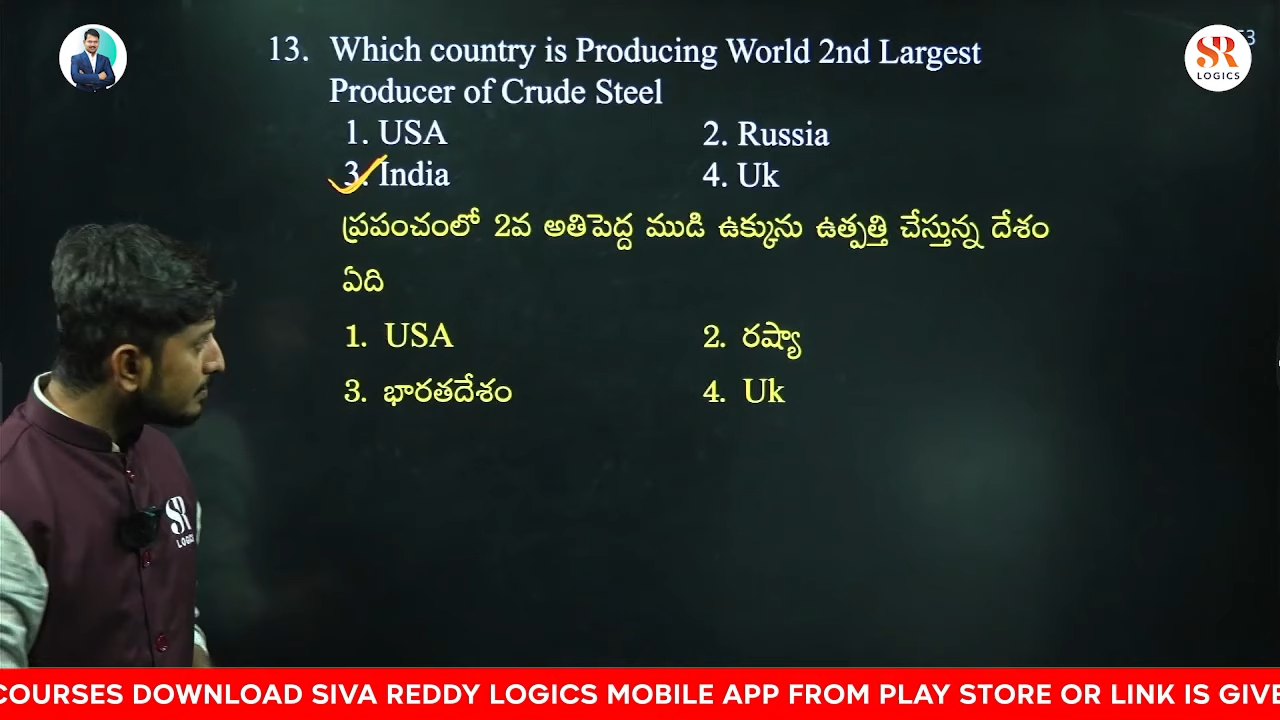 13. Which country is Producing World 2nd Largest
Producer of Crude Steel
1. USA 2. Russia
3. India 4. Uk
ప్రపంచంలో 2వ అతిపెద్ద ముడి ఉక్కును ఉత్పత్తి చేస్తున్న దేశం
ఏది
1. USA 2. రష్యా
3. భారతదేశం 4. Uk
SR
LOGICS
SR
COURSES DOWNLOAD SIVA REDDY LOGICS MOBILE APP FROM PLAY STORE OR LINK IS GIVE